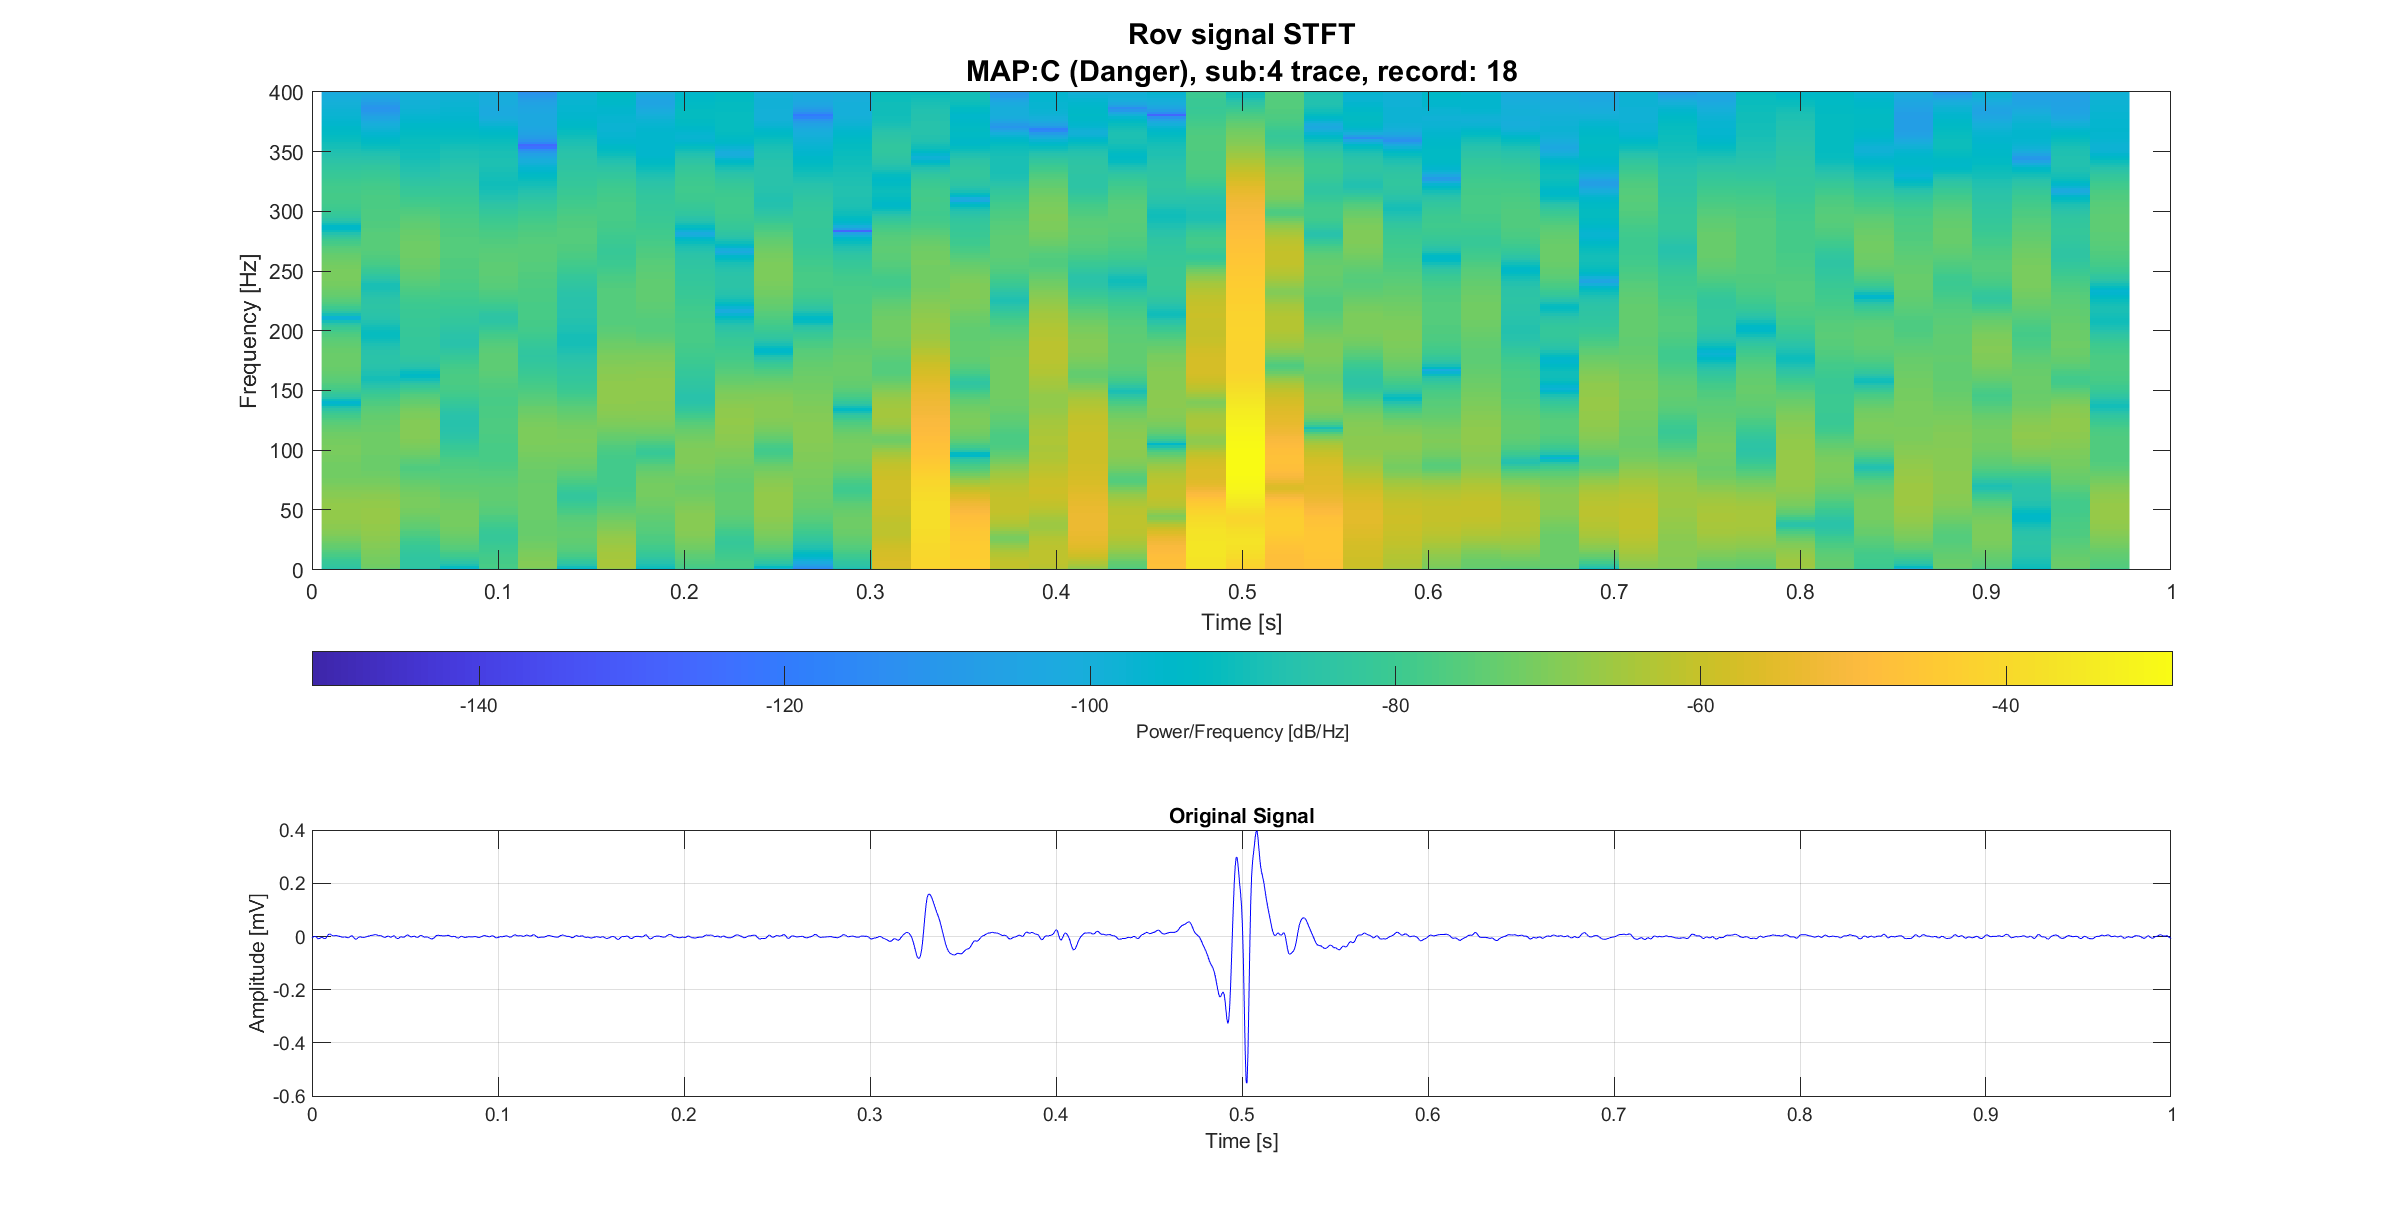 Rov signal STFT
MAP:C (Danger), sub:4 trace, record: 18
400
350
300
250
200
150
100
50
0
Frequency [Hz]
0 0.1 0.2 0.3 0.4 0.5 0.6 0.7 0.8 0.9 1
Time [s]
-140 -120 -100 -80 -60 -40
Power/Frequency [dB/Hz]
Original Signal
0.4
0.2
0
-0.2
-0.4
-0.6
Amplitude [mV]
0 0.1 0.2 0.3 0.4 0.5 0.6 0.7 0.8 0.9 1
Time [s]